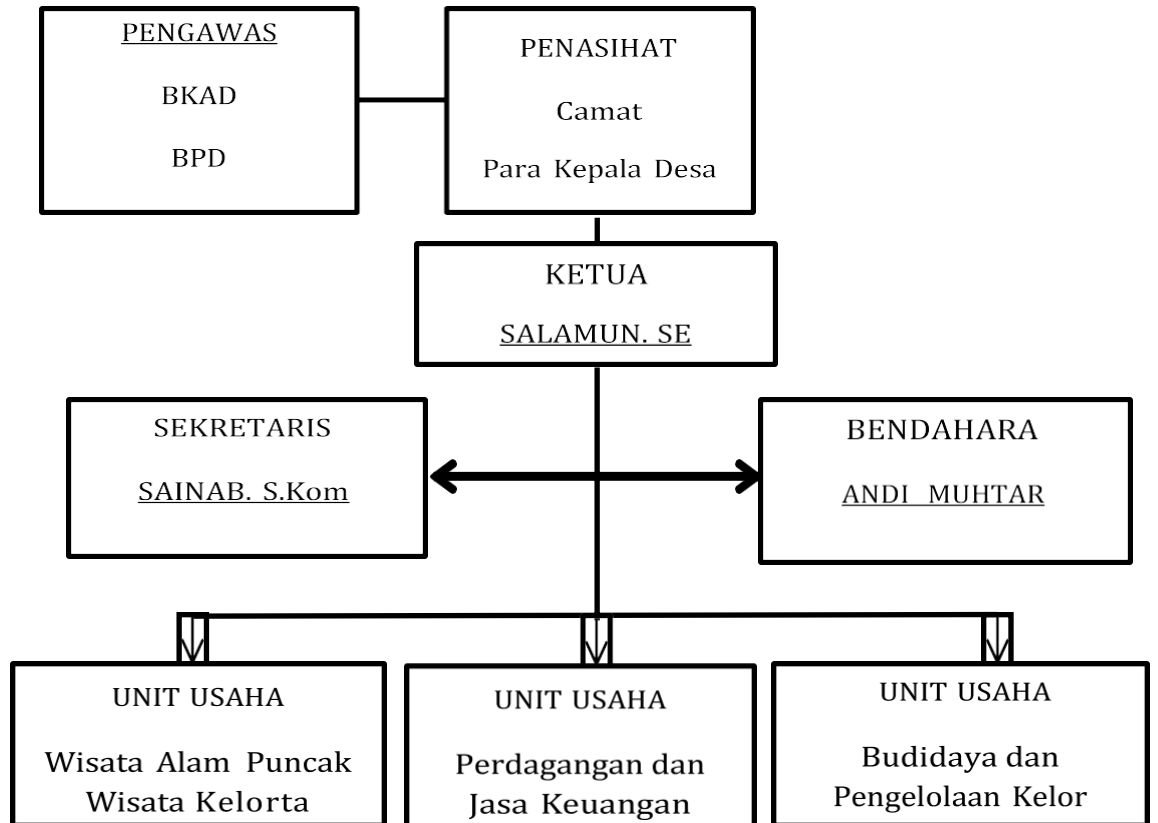 PENGAWAS
BKAD
BPD
PENASIHAT
Camat
Para Kepala Desa
KETUA
SALAMUN. SE
SEKRETARIS
SAINAB. S.Kom
BENDAHARA
ANDI MUHTAR
UNIT USAHA
Wisata Alam Puncak
Wisata Kelorta
UNIT USAHA
Perdagangan dan
Jasa Keuangan
UNIT USAHA
Budidaya dan
Pengelolaan Kelor